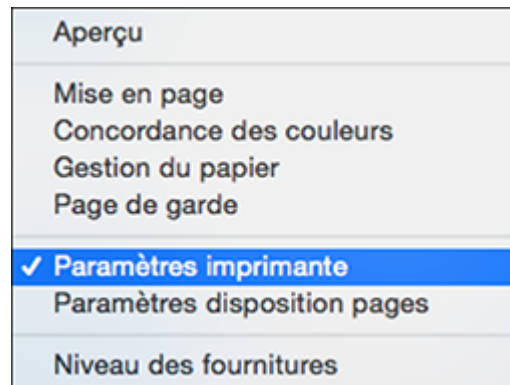 Aperçu
Mise en page
Concordance des couleurs
Gestion du papier
Page de garde
✓ Paramètres imprimante
Paramètres disposition pages
Niveau des fournitures